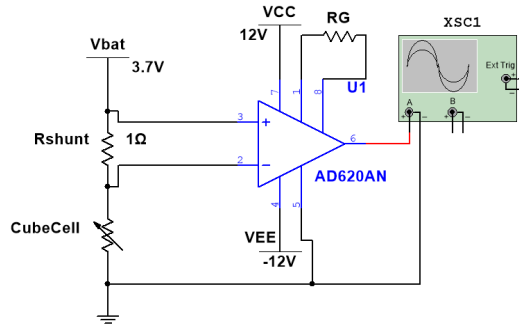 XSC1
VCC
12V
RG
Vbat
3.7V
Ext Trig
+
−
7
1
8
U1
A
B
+
−
+
−
3
+
Rshunt
1Ω
6
2
−
AD620AN
CubeCell
4
5
VEE
-12V